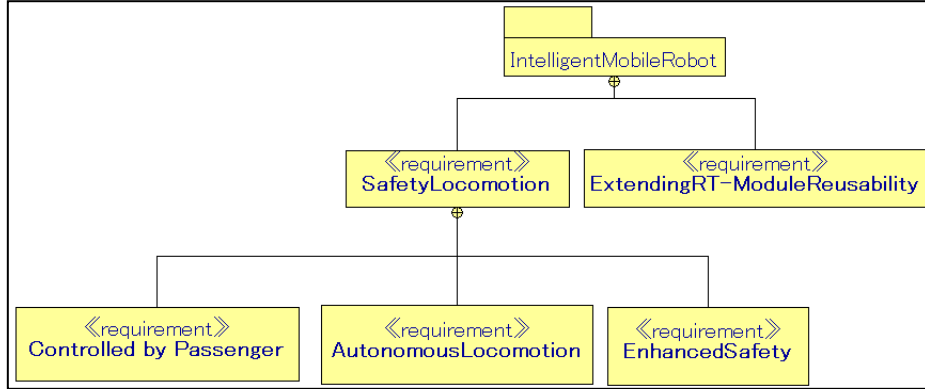 IntelligentMobileRobot
≪requirement≫
SafetyLocomotion
≪requirement≫
ExtendingRT-ModuleReusability
≪requirement≫
Controlled by Passenger
≪requirement≫
AutonomousLocomotion
≪requirement≫
EnhancedSafety